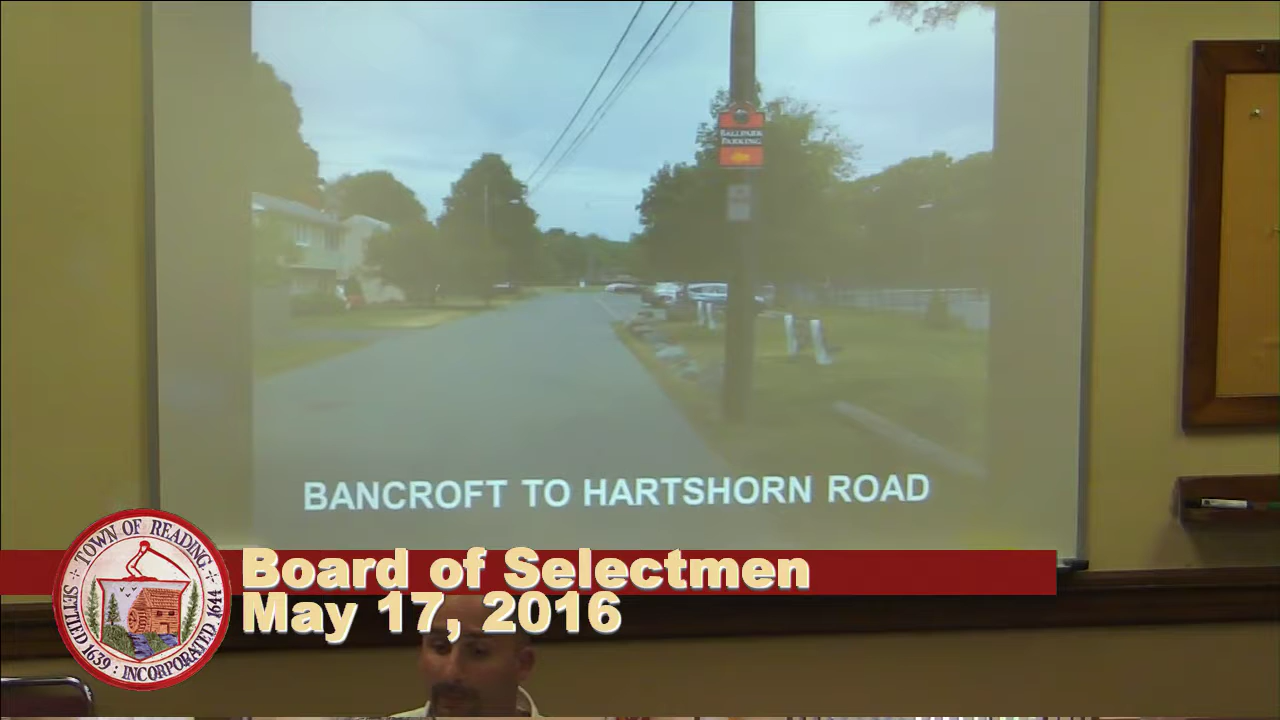 BALLPARK
PARKING
BANCROFT TO HARTSHORN ROAD
Board of Selectmen
May 17, 2016
TOWN OF READING
SETTLED 1639 : INCORPORATED 1644